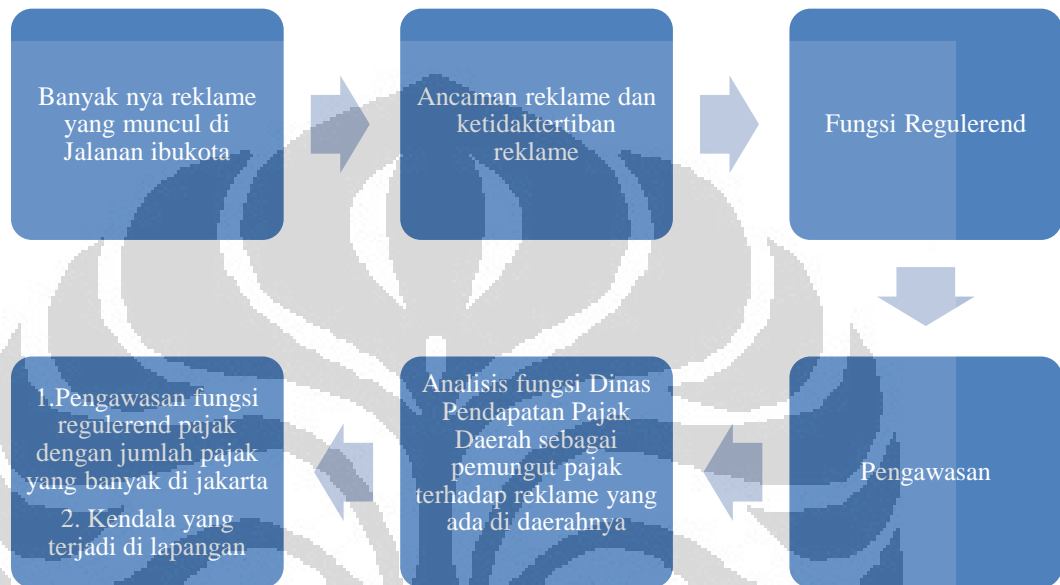 Banyak nya reklame
yang muncul di
Jalanan ibukota
Ancaman reklame dan
ketidaktertiban
reklame
Fungsi Regulerend
Pengawasan
Analisis fungsi Dinas
Pendapatan Pajak
Daerah sebagai
pemungut pajak
terhadap reklame yang
ada di daerahnya
1.Pengawasan fungsi
regulerend pajak
dengan jumlah pajak
yang banyak di jakarta
2. Kendala yang
terjadi di lapangan